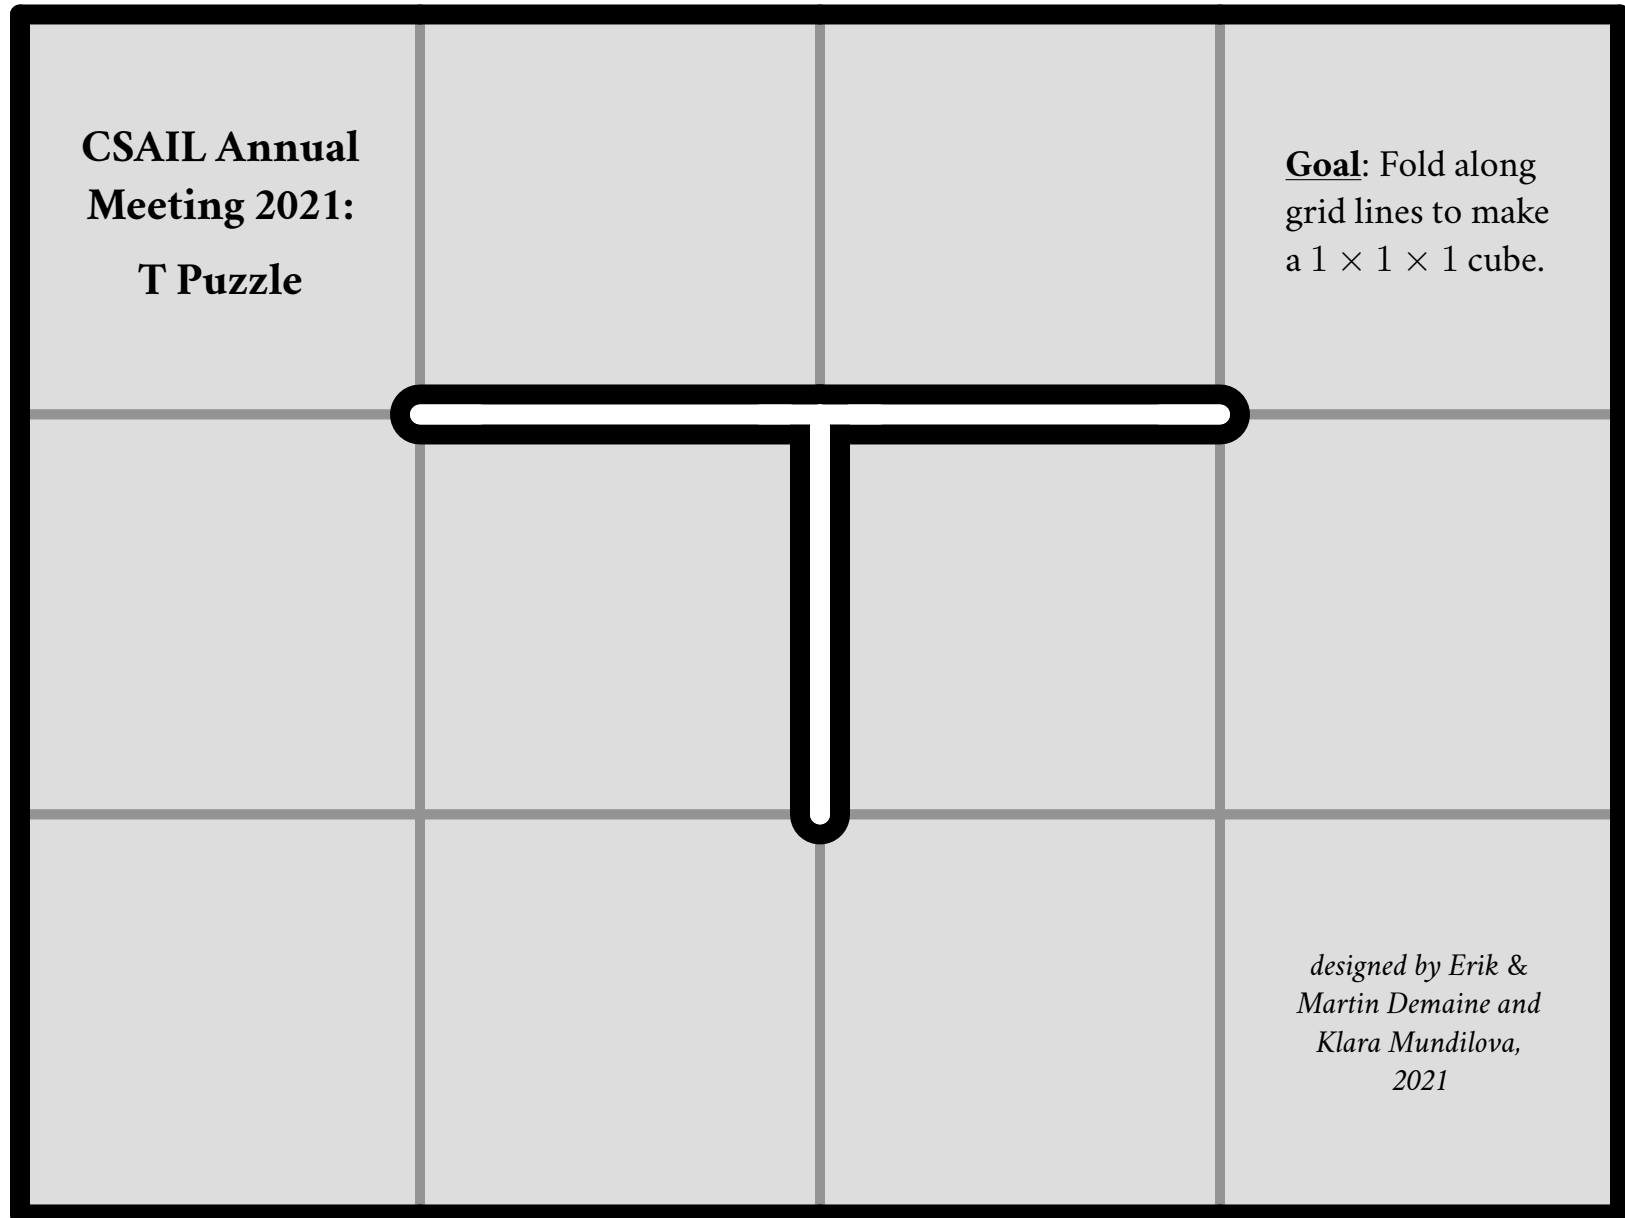 CSAIL Annual
Meeting 2021:
T Puzzle
Goal: Fold along
grid lines to make
a 1 × 1 × 1 cube.
designed by Erik &
Martin Demaine and
Klara Mundilova,
2021